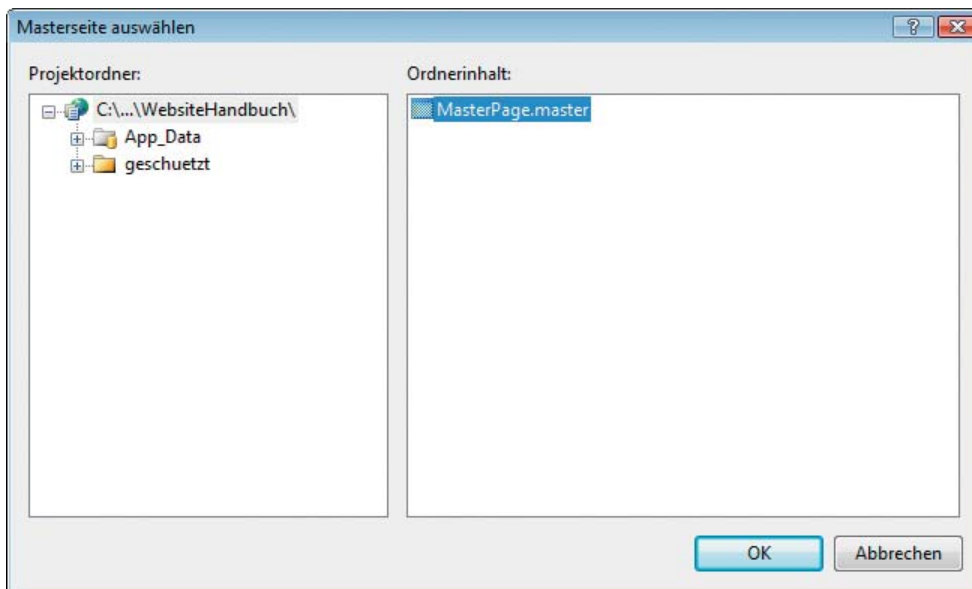 Masterseite auswählen
Projektordner:
Ordnerinhalt:
C:\...\WebsiteHandbuch\
App_Data
geschuetzt
MasterPage.master
OK
Abbrechen